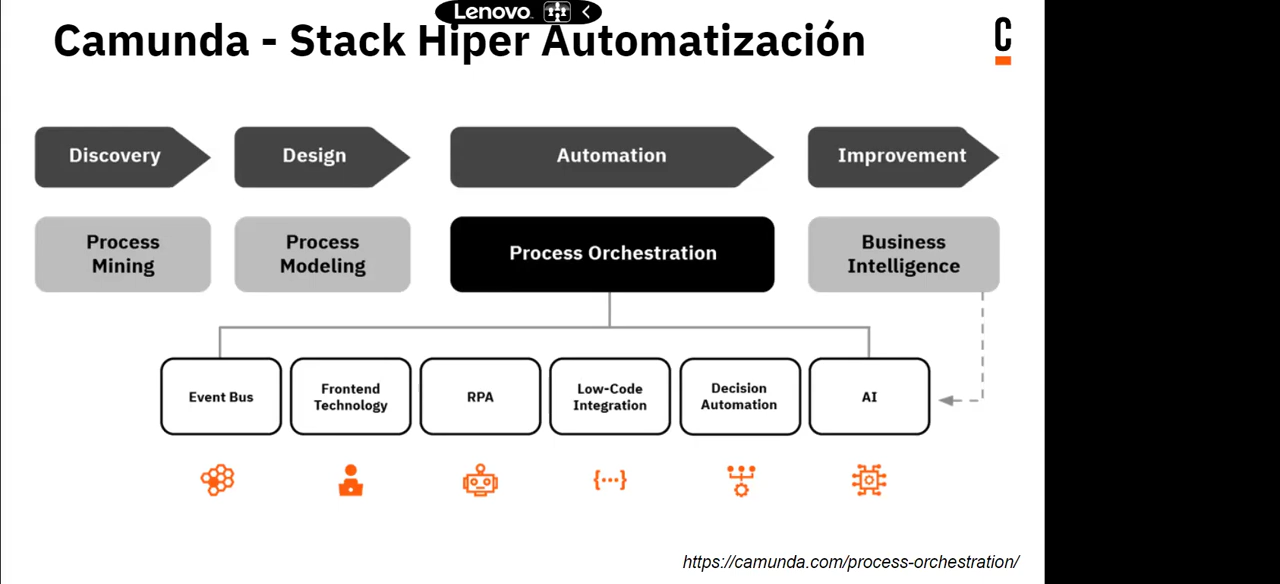 Lenovo
Camunda - Stack Hiper Automatización
C
Discovery
Design
Automation
Improvement
Process
Mining
Process
Modeling
Process Orchestration
Business
Intelligence
Event Bus
Frontend
Technology
RPA
Low-Code
Integration
Decision
Automation
AI
{···}
https://camunda.com/process-orchestration/